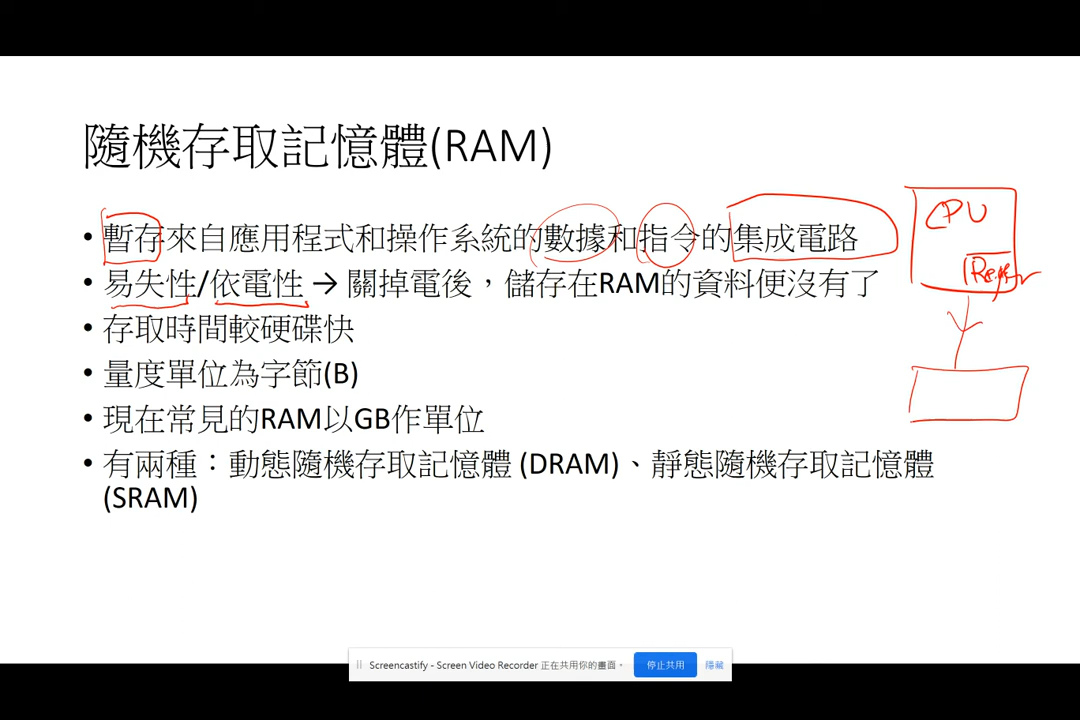 隨機存取記憶體(RAM)
• 暫存來自應用程式和操作系統的數據和指令的集成電路
• 易失性/依電性 → 關掉電後，儲存在RAM的資料便沒有了
• 存取時間較硬碟快
• 量度單位為字節(B)
• 現在常見的RAM以GB作單位
• 有兩種：動態隨機存取記憶體 (DRAM)、靜態隨機存取記憶體
(SRAM)
CPU
Screencastify - Screen Video Recorder 正在共用你的畫面。 停止共用 隱藏